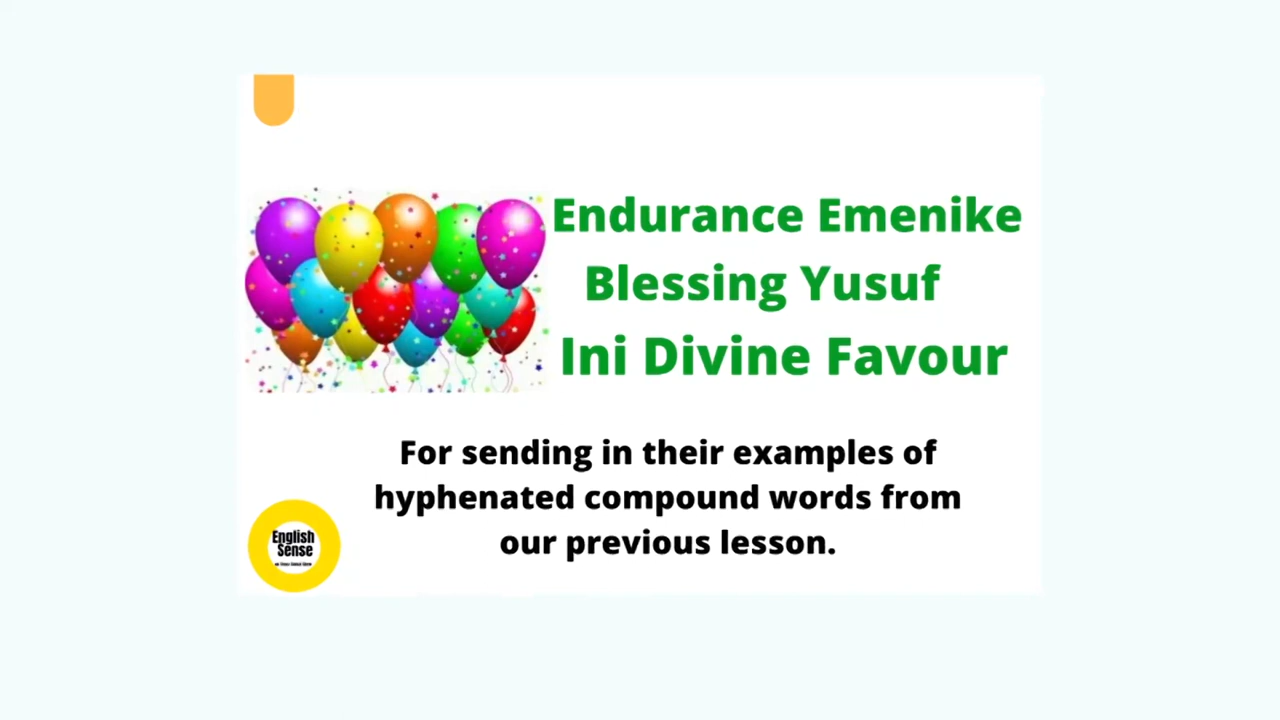 Endurance Emenike
Blessing Yusuf
Ini Divine Favour
For sending in their examples of
hyphenated compound words from
our previous lesson.
English
Sense